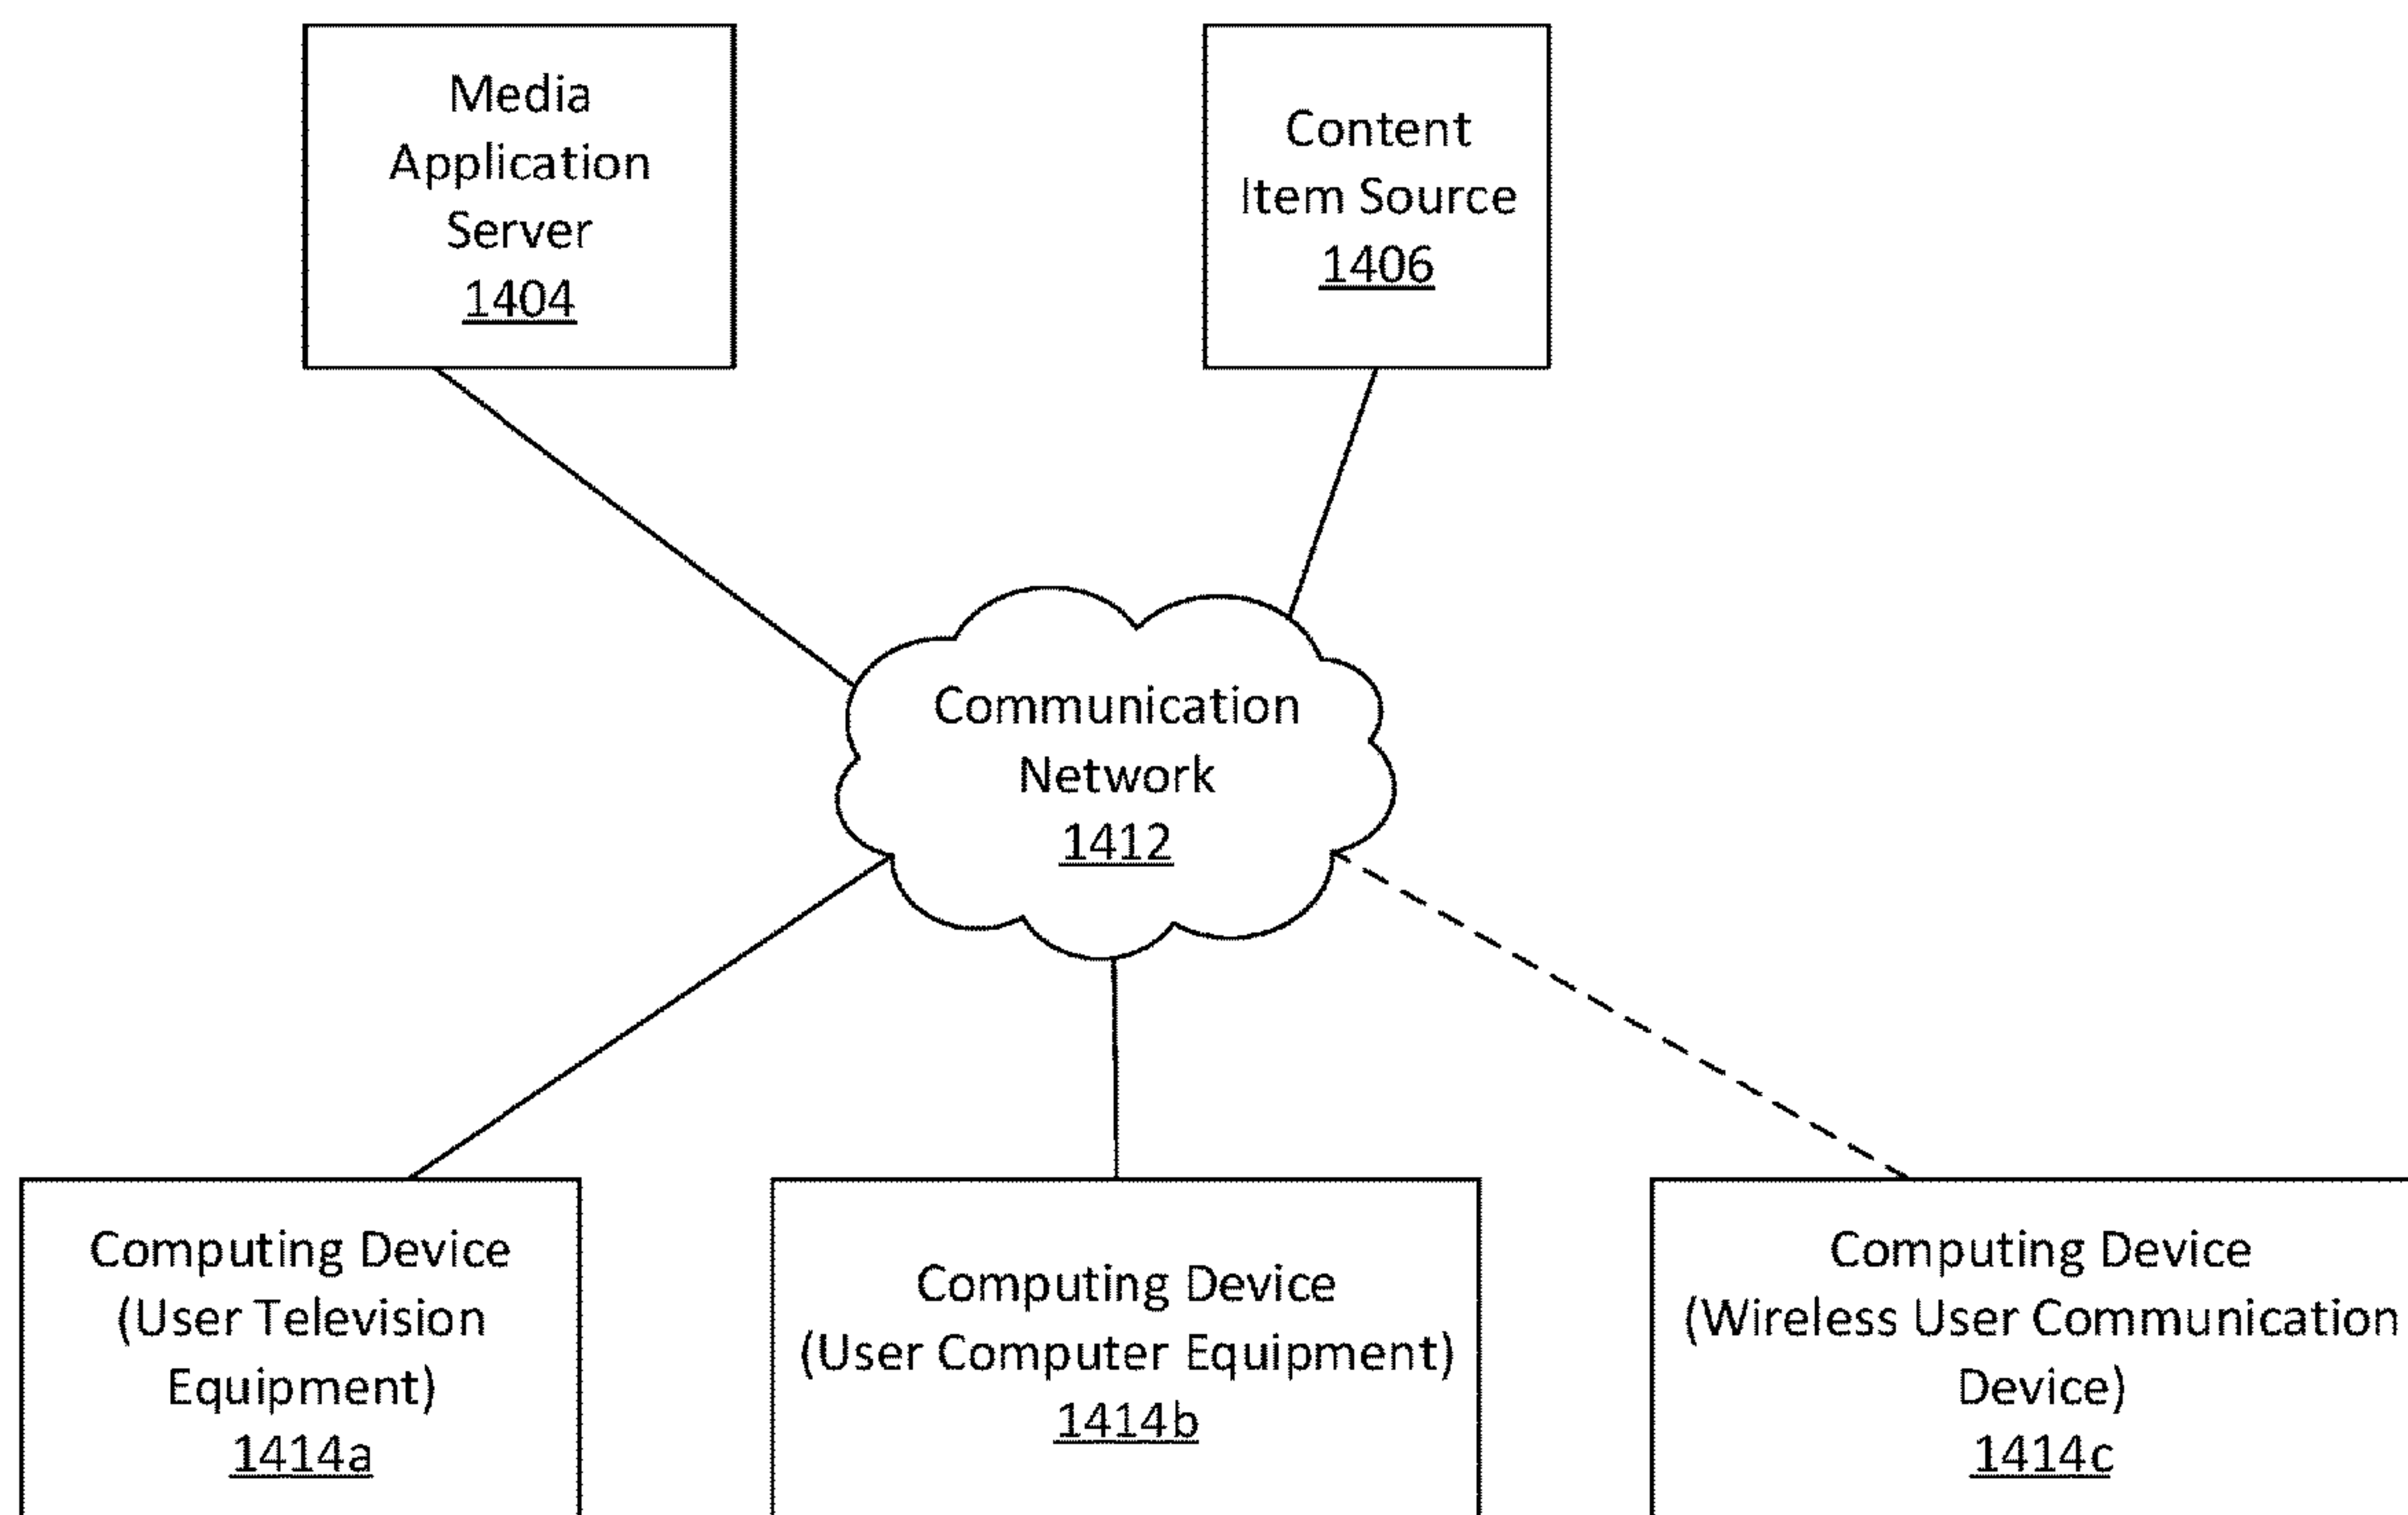 Media
Application
Server
1404
Content
Item Source
1406
Communication
Network
1412
Computing Device
(User Television
Equipment)
1414a
Computing Device
(User Computer Equipment)
1414b
Computing Device
(Wireless User Communication
Device)
1414c